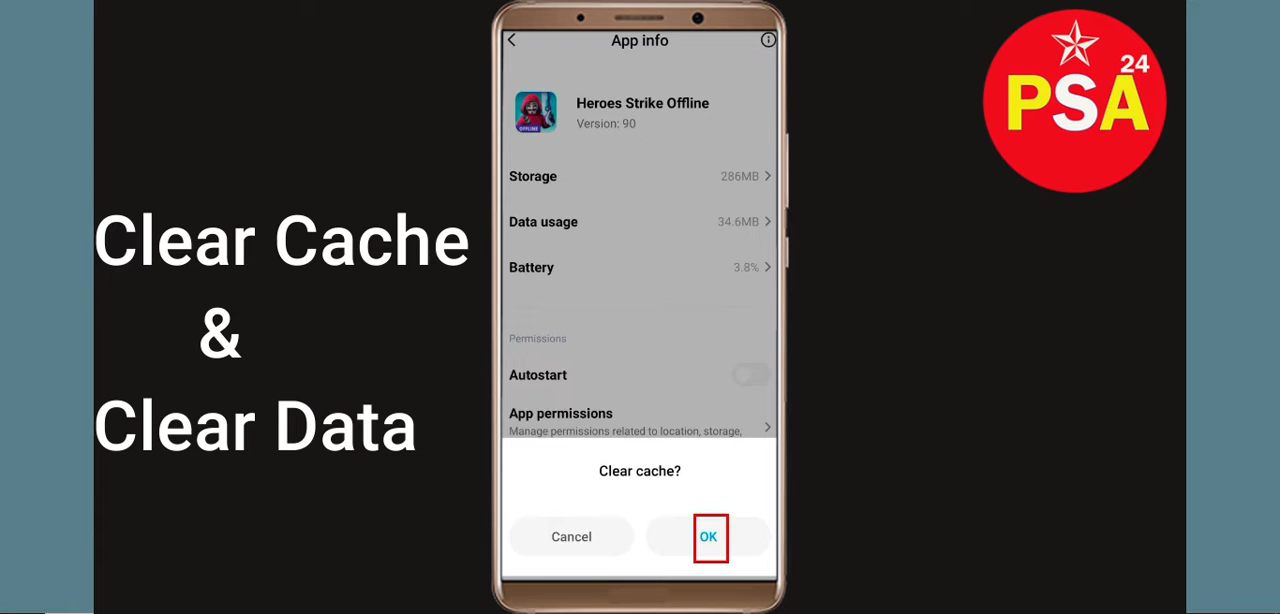 Clear Cache
&
Clear Data
App info
Heroes Strike Offline
Version: 90
OFFLINE
Storage 286MB
Data usage 34.6MB
Battery 3.8%
Permissions
Autostart
App permissions
Manage permissions related to location, storage,
Clear cache?
Cancel OK
24
PSA